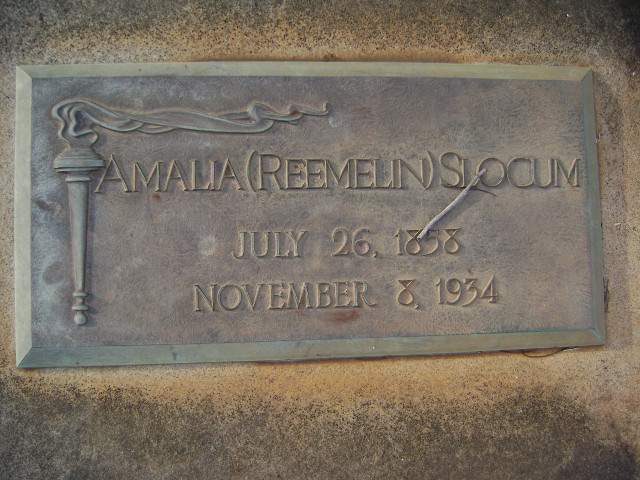 AMALIA (REEMELIN) SLOCUM
JULY 26, 1858
NOVEMBER 8, 1934